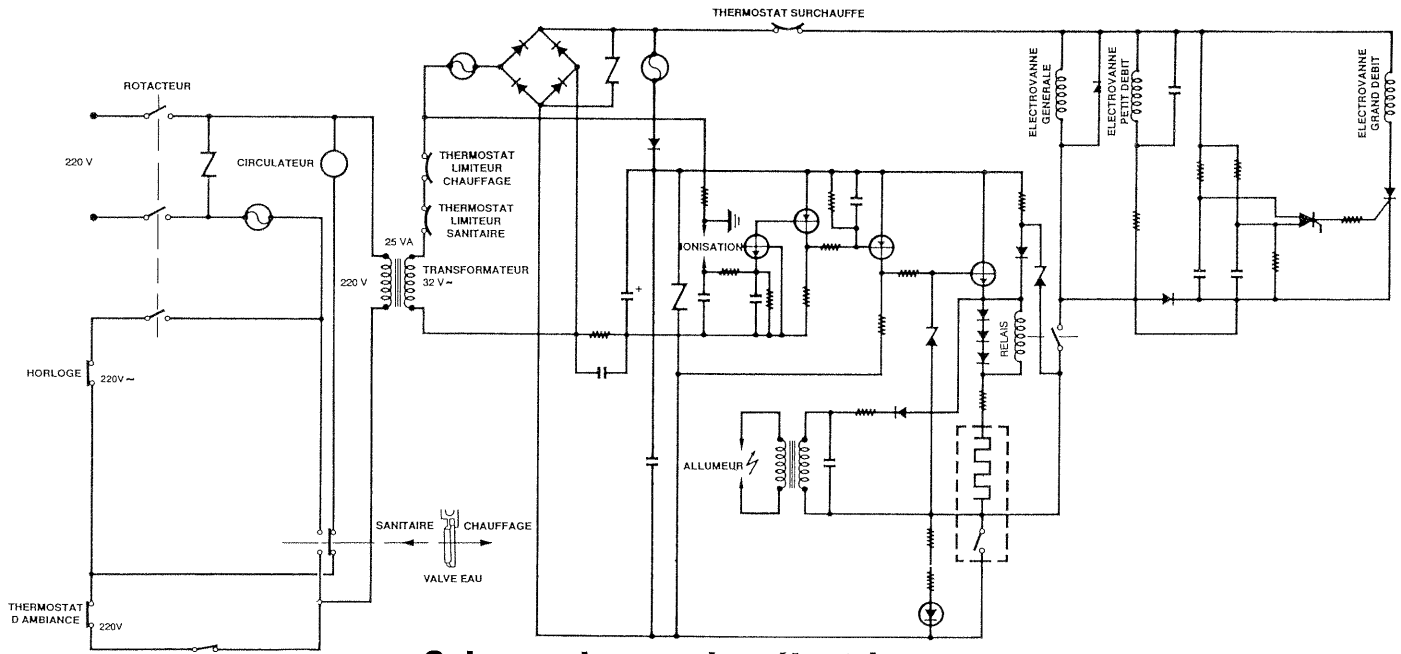 THERMOSTAT SURCHAUFFE
ROTACTEUR
220 V
CIRCULATEUR
THERMOSTAT
LIMITEUR
CHAUFFAGE
THERMOSTAT
LIMITEUR
SANITAIRE
25 VA
220 V
TRANSFORMATEUR
32 V~
IONISATION
+
ELECTROVANNE
GENERALE
ELECTROVANNE
PETIT DEBIT
ELECTROVANNE
GRAND DEBIT
RELAIS
HORLOGE
220V~
ALLUMEUR
SANITAIRE
CHAUFFAGE
VALVE EAU
THERMOSTAT
D AMBIANCE
220V